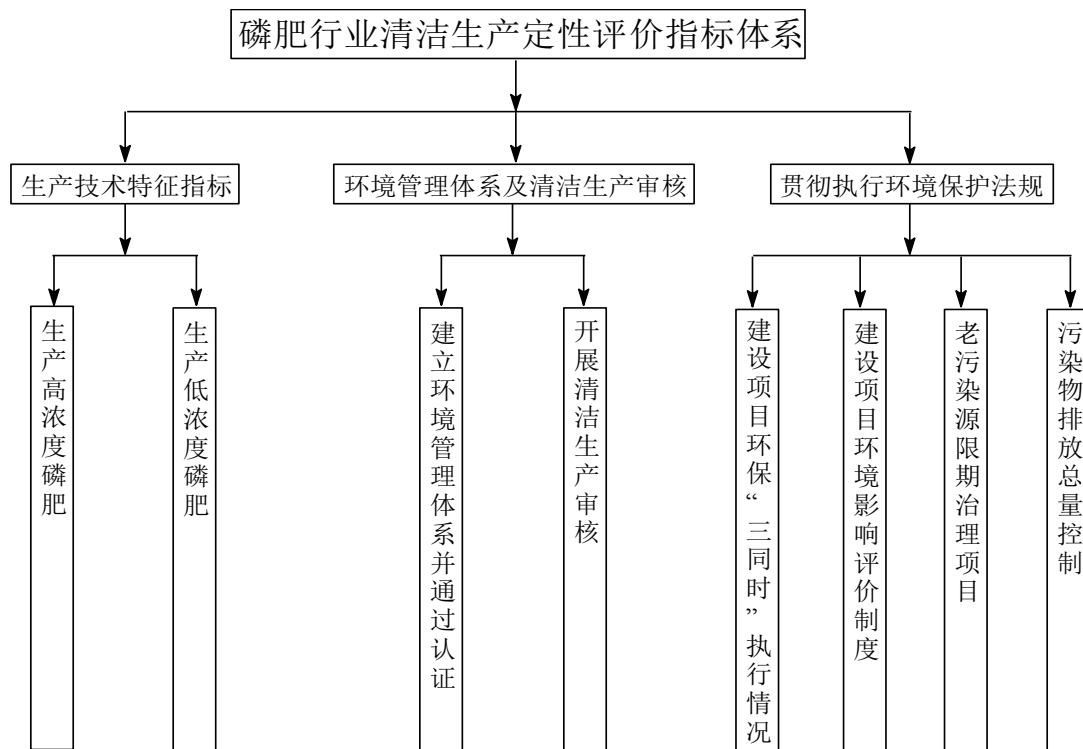 磷肥行业清洁生产定性评价指标体系
生产技术特征指标
环境管理体系及清洁生产审核
贯彻执行环境保护法规
生产高浓度磷肥
生产低浓度磷肥
建立环境管理体系并通过认证
开展清洁生产审核
建设项目环保“三同时”执行情况
建设项目环境影响评价制度
老污染源限期治理项目
污染物排放总量控制